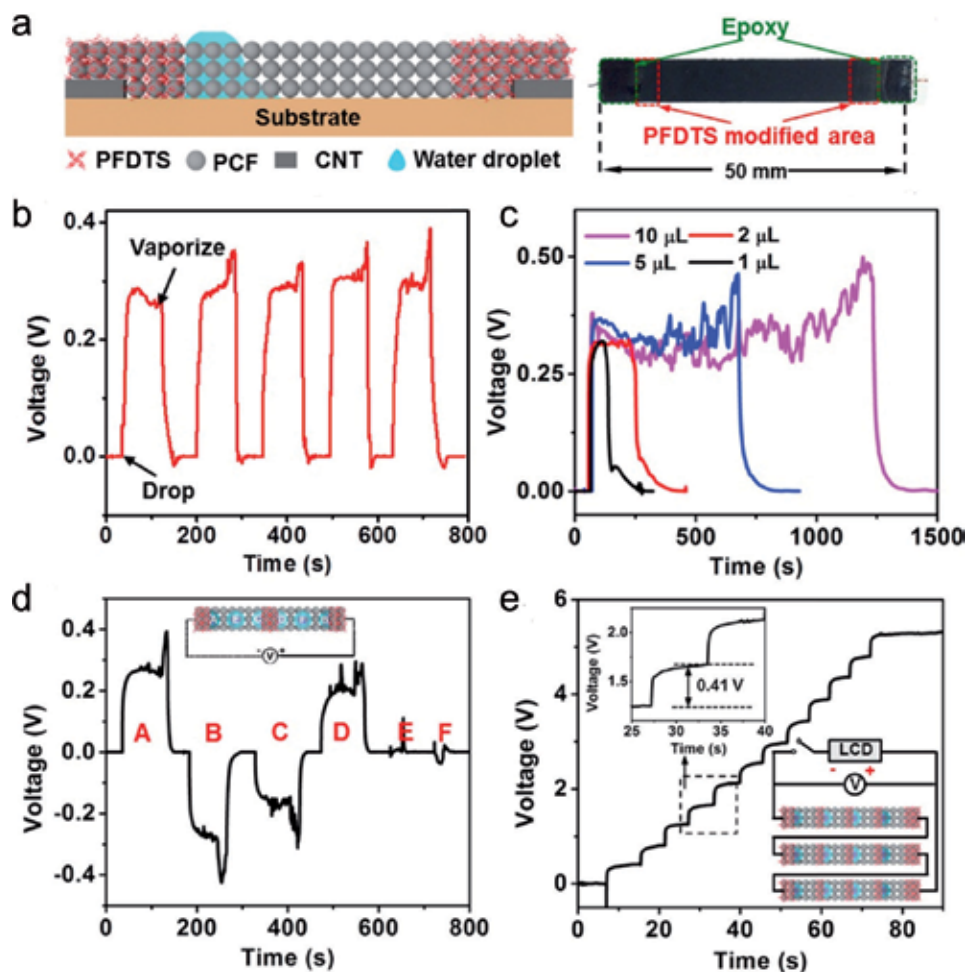 a
Epoxy
Substrate
PFDTS modified area
PFDTS PCF CNT Water droplet
50 mm
b
0.4
0.2
0.0
Voltage (V)
Vaporize
Drop
0 200 400 600 800
Time (s)
c
10 μL 2 μL
5 μL 1 μL
0.50
0.25
0.00
Voltage (V)
0 500 1000 1500
Time (s)
d
0.4
0.2
0.0
-0.2
-0.4
Voltage (V)
- V +
A B C D E F
0 200 400 600 800
Time (s)
e
6
4
2
0
Voltage (V)
2.0
1.5
Voltage (V)
0.41 V
25 30 35 40
Time (s)
LCD
- +
V
0 20 40 60 80
Time (s)